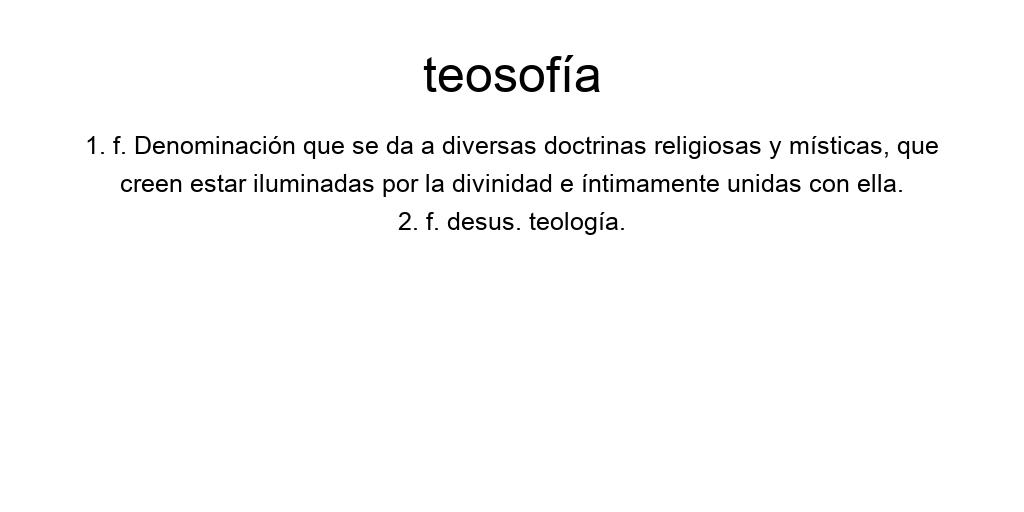 teosofía
1. f. Denominación que se da a diversas doctrinas religiosas y místicas, que
creen estar iluminadas por la divinidad e íntimamente unidas con ella.
2. f. desus. teología.